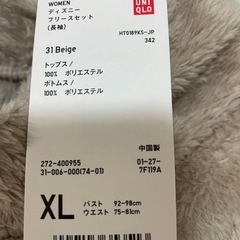 WOMEN
ディズニー
フリースセット
(長袖)
UNI
QLO
HT0189KS-JP
342
31 Beige
トップス/
100% ポリエステル
ボトムス/
100% ポリエステル
中国製
272-400955
01-27-
31-006-000(74-01)
7F119A
XL
バスト 92-98cm
ウエスト 75-81cm